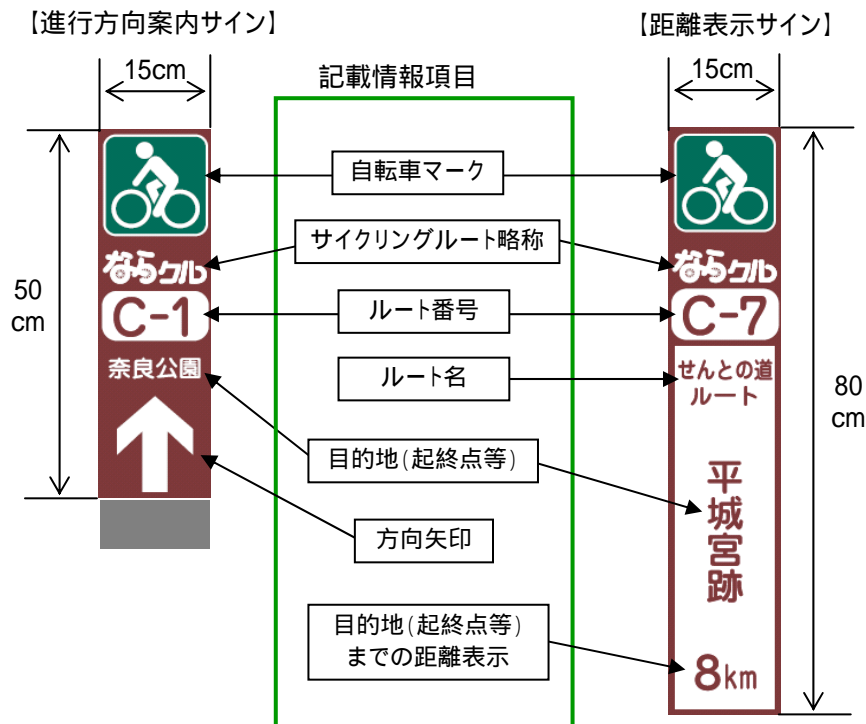 【進行方向案内サイン】
15cm
50
cm
ならクル
C-1
奈良公園
記載情報項目
自転車マーク
サイクリングルート略称
ルート番号
ルート名
目的地(起終点等)
方向矢印
目的地(起終点等)
までの距離表示
【距離表示サイン】
15cm
80
cm
ならクル
C-7
せんとの道
ルート
平城宮跡
8km